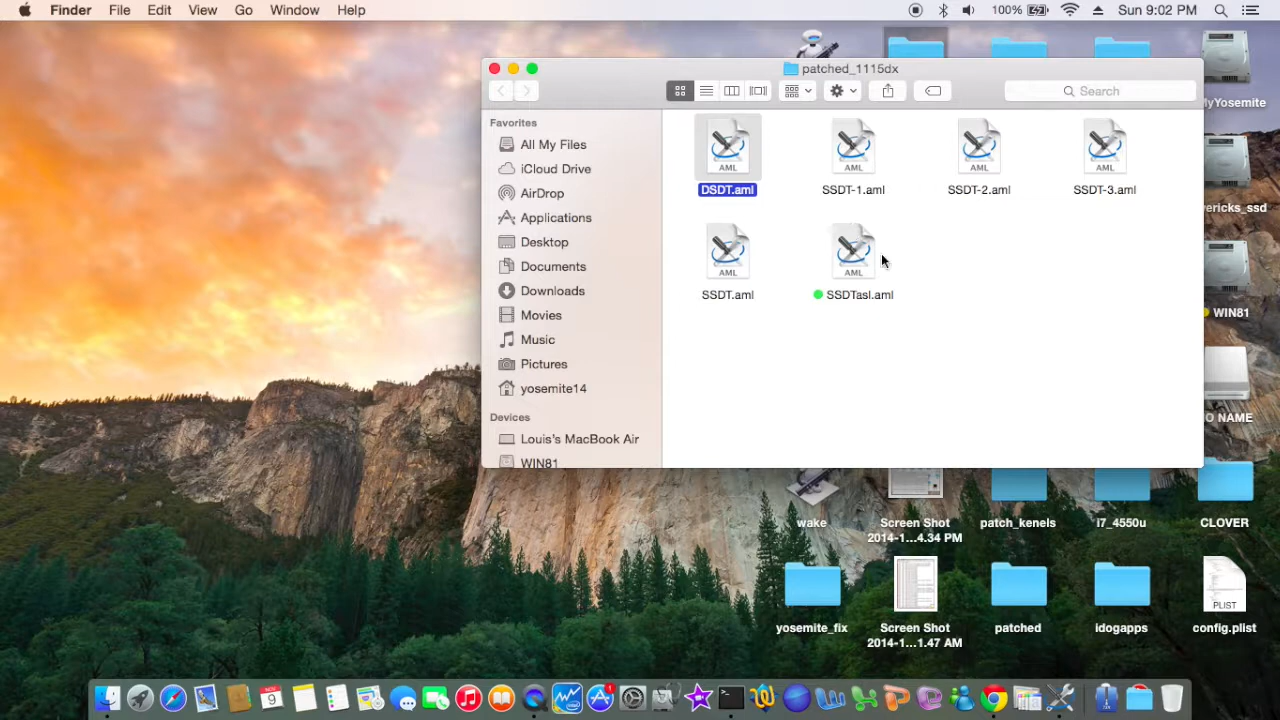 Finder File Edit View Go Window Help
100% Sun 9:02 PM
patched_1115dx
Search
Favorites
All My Files
iCloud Drive
AirDrop
Applications
Desktop
Documents
Downloads
Movies
Music
Pictures
yosemite14
Devices
Louis's MacBook Air
WIN81
AML AML AML AML
DSDT.aml SSDT-1.aml SSDT-2.aml SSDT-3.aml
AML AML
SSDT.aml SSDTasl.aml
MyYosemite
vericks_ssd
WIN81
O NAME
wake Screen Shot patch_kenels i7_4550u CLOVER
2014-1...4.34 PM
PLIST
yosemite_fix Screen Shot patched idogapps config.plist
2014-1...1.47 AM
NOV
9
1